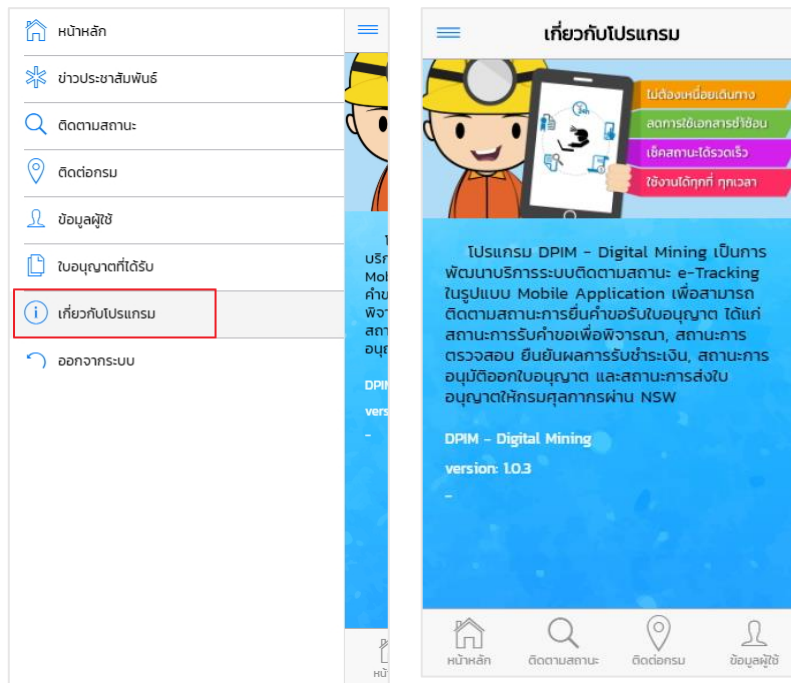 หน้าหลัก
ข่าวประชาสัมพันธ์
ติดตามสถานะ
ติดต่อกรม
ข้อมูลผู้ใช้
ใบอนุญาตที่ได้รับ
เกี่ยวกับโปรแกรม
ออกจากระบบ
DPIM
vers
-
เกี่ยวกับโปรแกรม
ไม่ต้องเหนื่อยเดินทาง
ลดการใช้เอกสารซ้ำซ้อน
เช็คสถานะได้รวดเร็ว
ใช้งานได้ทุกที่ ทุกเวลา
โปรแกรม DPIM – Digital Mining เป็นการ
พัฒนาบริการระบบติดตามสถานะ e-Tracking
ในรูปแบบ Mobile Application เพื่อสามารถ
ติดตามสถานะการยื่นคำขอรับใบอนุญาต ได้แก่
สถานะการรับคำขอเพื่อพิจารณา, สถานะการ
ตรวจสอบ ยืนยันผลการรับชำระเงิน, สถานะการ
อนุมัติออกใบอนุญาต และสถานะการส่งใบ
อนุญาตให้กรมศุลกากรผ่าน NSW
DPIM – Digital Mining
version: 1.0.3
-
หน้าหลัก
ติดตามสถานะ
ติดต่อกรม
ข้อมูลผู้ใช้